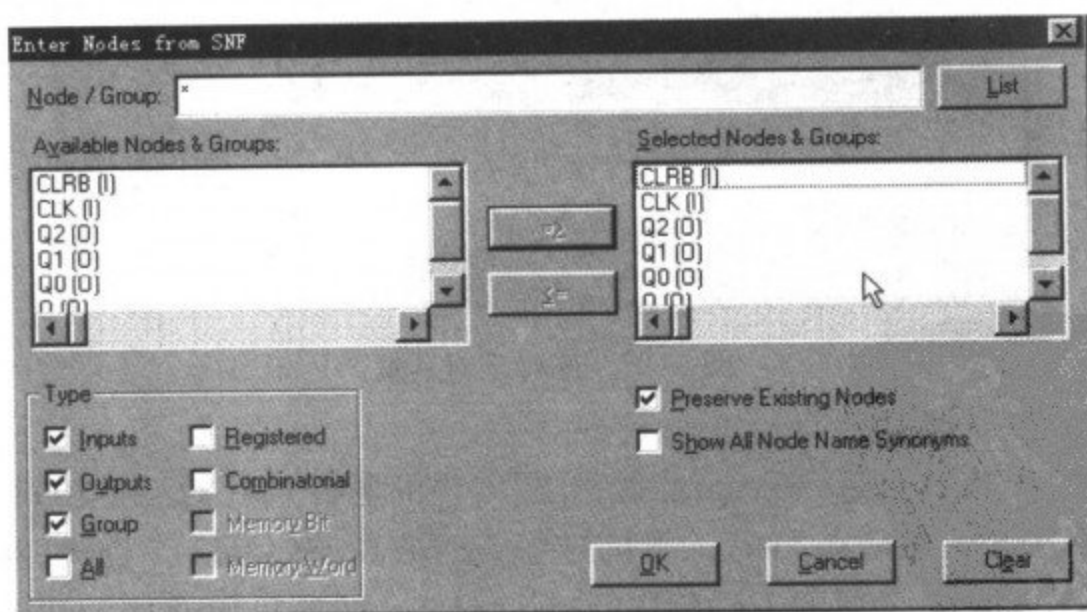 Enter Nodes from SNF
Node / Group: *
List
Available Nodes & Groups:
CLRB (I)
CLK (I)
Q2 (O)
Q1 (O)
Q0 (O)
Q (O)
=>
<=
Selected Nodes & Groups:
CLRB (I)
CLK (I)
Q2 (O)
Q1 (O)
Q0 (O)
Q (O)
Type
Inputs
Registered
Outputs
Combinatorial
Group
Memory Bit
All
Memory Word
Preserve Existing Nodes
Show All Node Name Synonyms
OK
Cancel
Clear